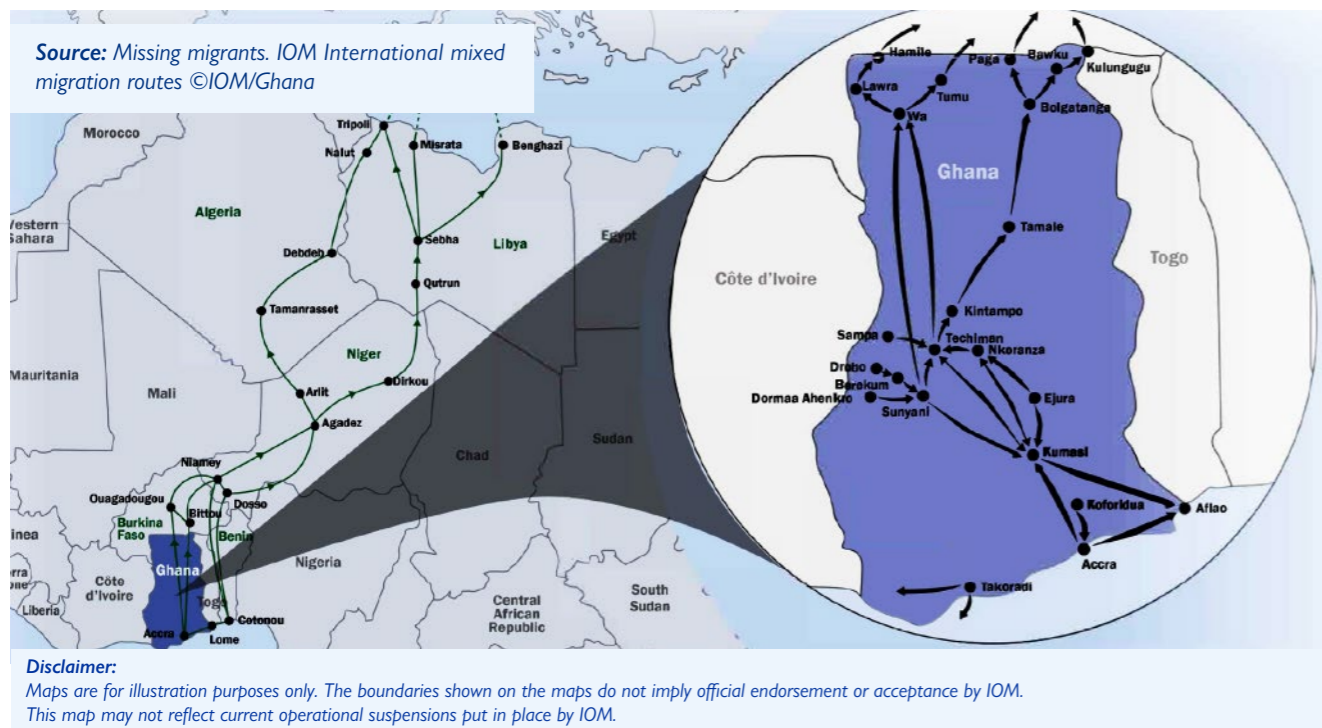 Source: Missing migrants. IOM International mixed
migration routes ©IOM/Ghana
Morocco
Western
Sahara
Algeria
Libya
Egypt
Mauritania
Mali
Niger
Chad
Sudan
Burkina
Faso
Benin
Nigeria
Ghana
Togo
Côte
d'Ivoire
Liberia
Central
African
Republic
South
Sudan
Tripoli
Nalut
Misrata
Benghazi
Debdeb
Sebha
Qutrun
Tamanrasset
Arlit
Dirkou
Agadez
Niamey
Dosso
Ouagadougou
Bittou
Accra
Lome
Cotonou
Hamile
Paga
Bawku
Kulungugu
Lawra
Tumu
Wa
Bolgatanga
Ghana
Tamale
Togo
Côte d'Ivoire
Kintampo
Sampa
Techiman
Nkoranza
Drobo
Berekum
Dormaa Ahenkro
Sunyani
Ejura
Kumasi
Koforidua
Aflao
Accra
Takoradi
Disclaimer:
Maps are for illustration purposes only. The boundaries shown on the maps do not imply official endorsement or acceptance by IOM.
This map may not reflect current operational suspensions put in place by IOM.